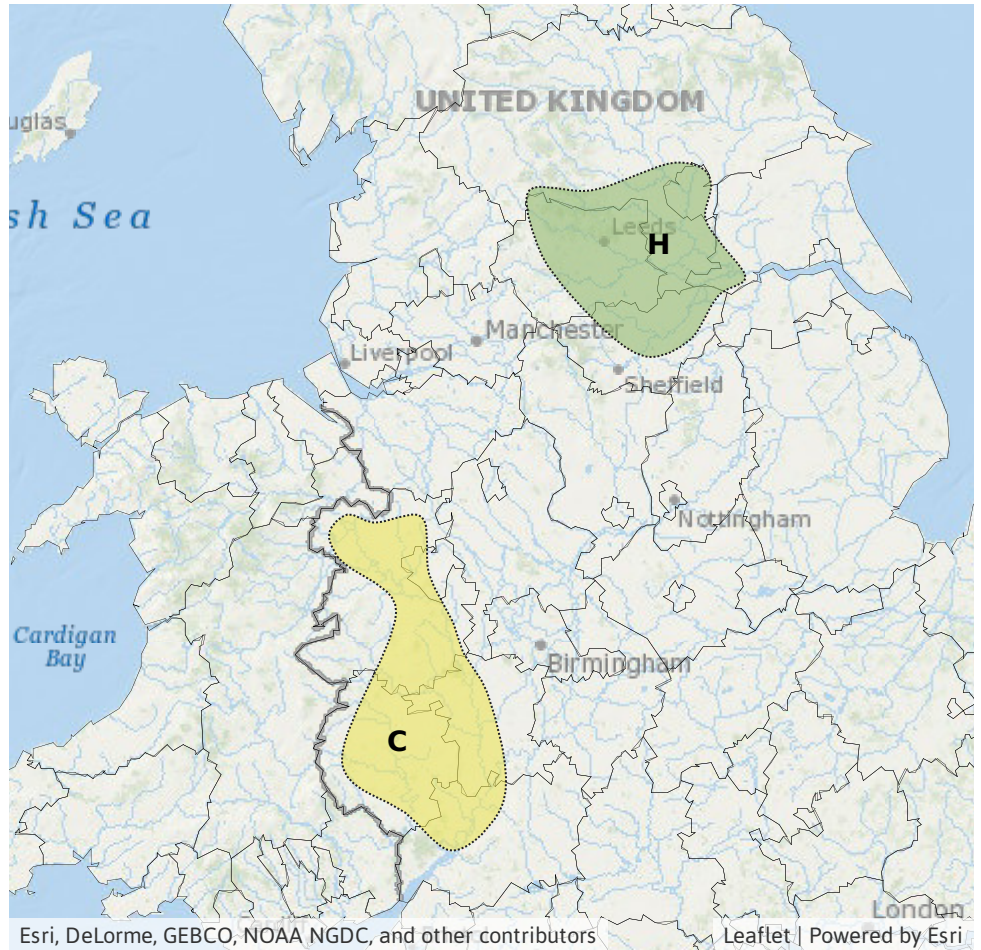 UNITED KINGDOM
uglas
sh Sea
Leeds
H
Manchester
Liverpool
Sheffield
Nottingham
Cardigan
Bay
Birmingham
C
London
Esri, DeLorme, GEBCO, NOAA NGDC, and other contributors
Leaflet | Powered by Esri